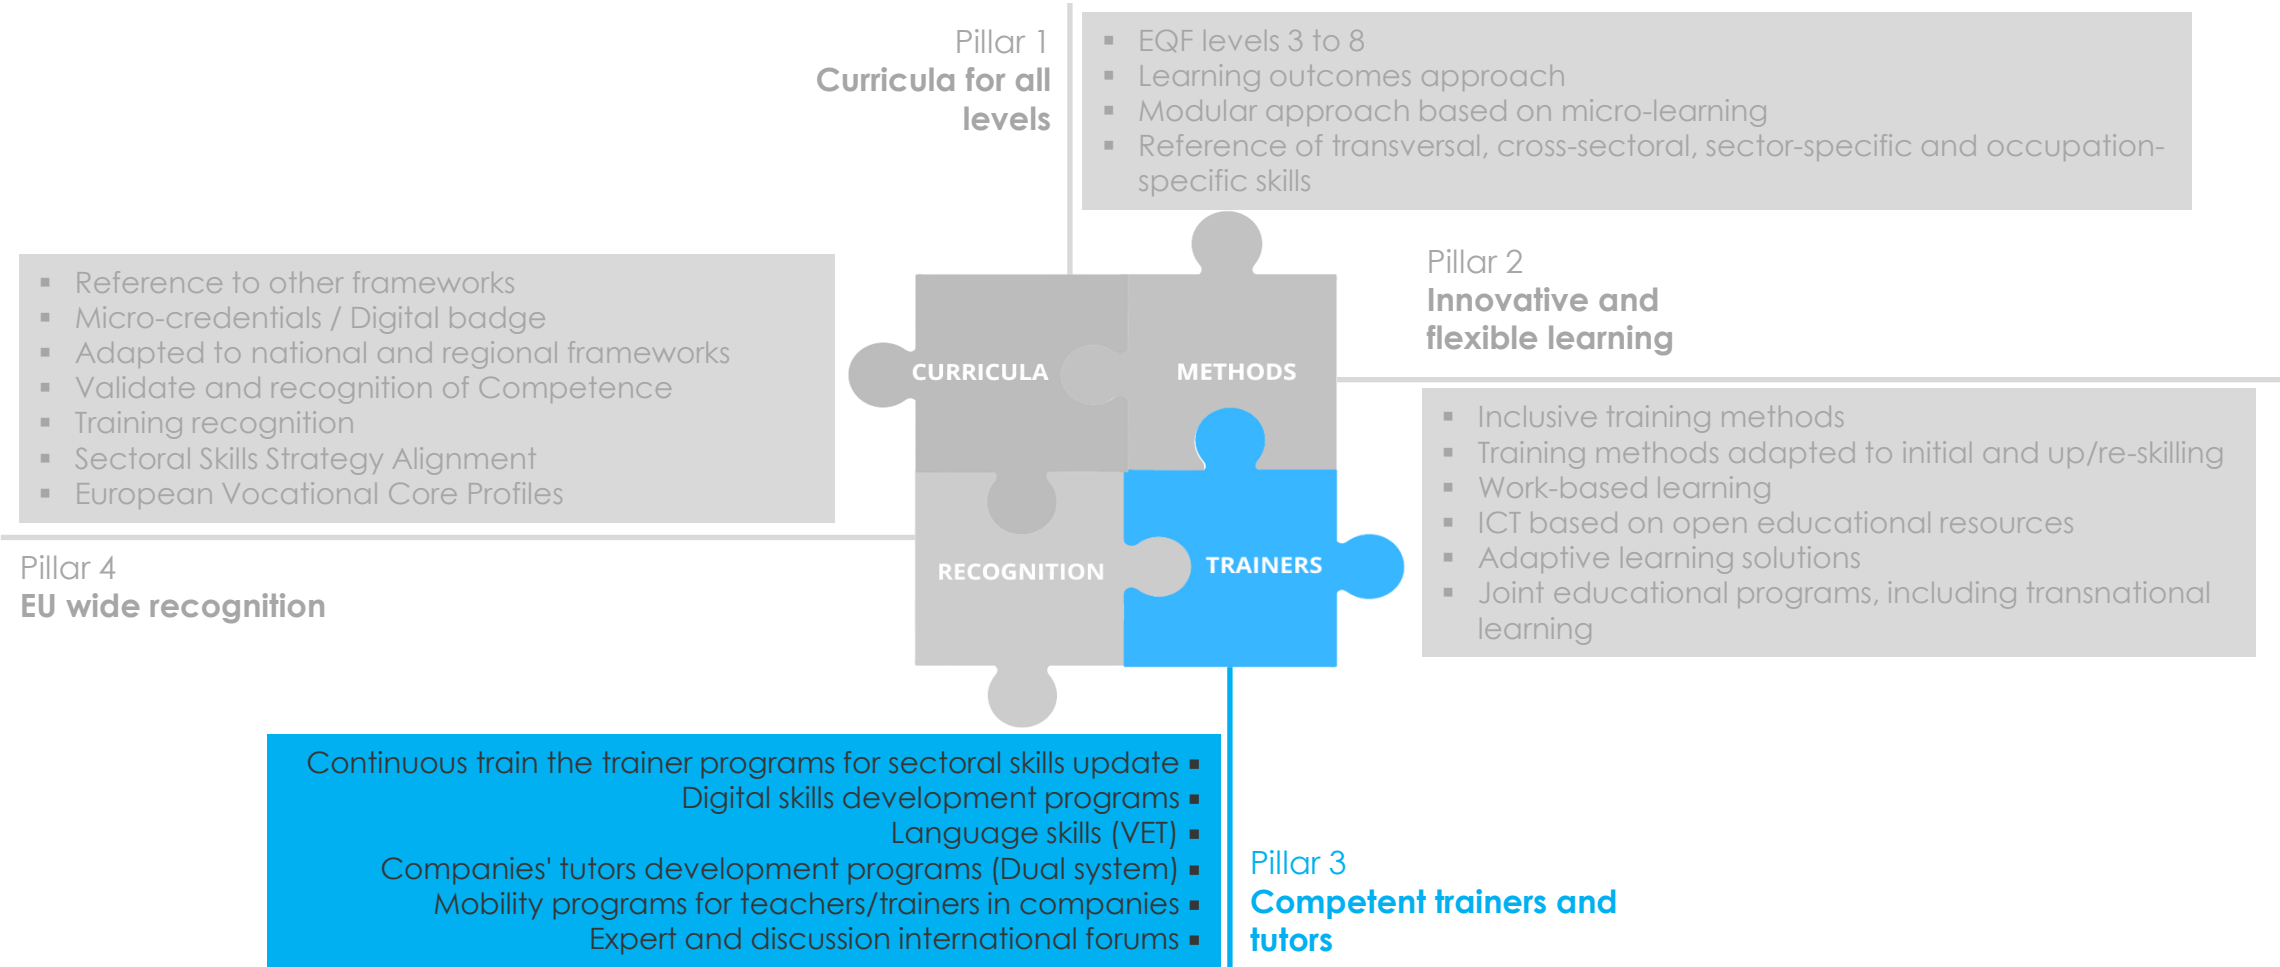 Pillar 1
Curricula for all
levels
▪ EQF levels 3 to 8
▪ Learning outcomes approach
▪ Modular approach based on micro-learning
▪ Reference of transversal, cross-sectoral, sector-specific and occupation-
specific skills
Pillar 2
Innovative and
flexible learning
▪ Inclusive training methods
▪ Training methods adapted to initial and up/re-skilling
▪ Work-based learning
▪ ICT based on open educational resources
▪ Adaptive learning solutions
▪ Joint educational programs, including transnational
learning
▪ Reference to other frameworks
▪ Micro-credentials / Digital badge
▪ Adapted to national and regional frameworks
▪ Validate and recognition of Competence
▪ Training recognition
▪ Sectoral Skills Strategy Alignment
▪ European Vocational Core Profiles
Pillar 4
EU wide recognition
CURRICULA
METHODS
RECOGNITION
TRAINERS
Continuous train the trainer programs for sectoral skills update ▪
Digital skills development programs ▪
Language skills (VET) ▪
Companies' tutors development programs (Dual system) ▪
Mobility programs for teachers/trainers in companies ▪
Expert and discussion international forums ▪
Pillar 3
Competent trainers and
tutors